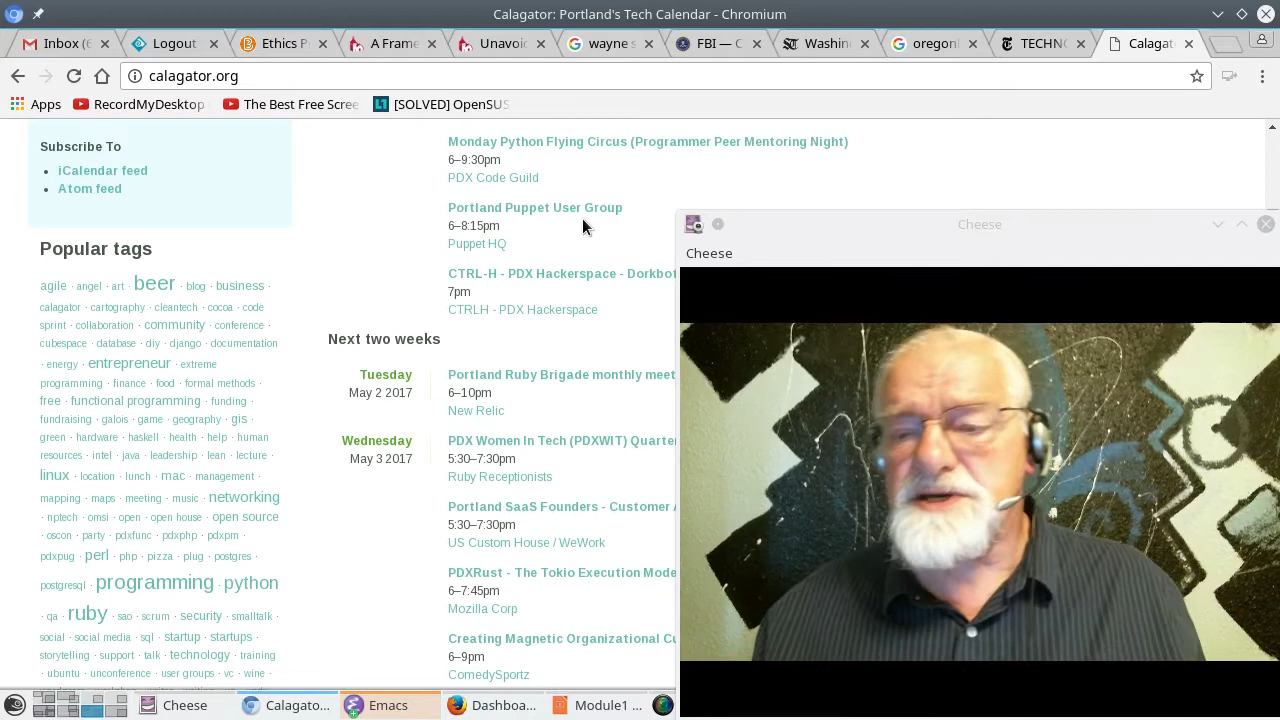 Calagator: Portland's Tech Calendar - Chromium
Inbox (6
Logout
Ethics P
A Frame
Unavoid
wayne s
FBI — C
Washin
oregonl
TECHNO
Calagat
calagator.org
Apps
RecordMyDesktop
The Best Free Scree
[SOLVED] OpenSUS
Subscribe To
iCalendar feed
Atom feed
Popular tags
agile · angel · art · beer · blog · business ·
calagator · cartography · cleantech · cocoa · code
sprint · collaboration · community · conference ·
cubespace · database · diy · django · documentation
· energy · entrepreneur · extreme
programming · finance · food · formal methods ·
free · functional programming · funding ·
fundraising · galois · game · geography · gis ·
green · hardware · haskell · health · help · human
resources · intel · java · leadership · lean · lecture ·
linux · location · lunch · mac · management ·
mapping · maps · meeting · music · networking
· nptech · omsi · open · open house · open source
· oscon · party · pdxfunc · pdxphp · pdxpm ·
pdxpug · perl · php · pizza · plug · postgres ·
postgresql · programming · python
· qa · ruby · sao · scrum · security · smalltalk ·
social · social media · sql · startup · startups ·
storytelling · support · talk · technology · training
· ubuntu · unconference · user groups · vc · wine ·
Monday Python Flying Circus (Programmer Peer Mentoring Night)
6–9:30pm
PDX Code Guild
Portland Puppet User Group
6–8:15pm
Puppet HQ
CTRL-H - PDX Hackerspace - Dorkbot
7pm
CTRLH - PDX Hackerspace
Next two weeks
Tuesday
May 2 2017
Portland Ruby Brigade monthly meet
6–10pm
New Relic
Wednesday
May 3 2017
PDX Women In Tech (PDXWIT) Quarte
5:30–7:30pm
Ruby Receptionists
Portland SaaS Founders - Customer A
5:30–7:30pm
US Custom House / WeWork
PDXRust - The Tokio Execution Mode
6–7:45pm
Mozilla Corp
Creating Magnetic Organizational Cu
6–9pm
ComedySportz
Cheese
Cheese
Cheese
Calagato...
Emacs
Dashboa...
Module1 ...